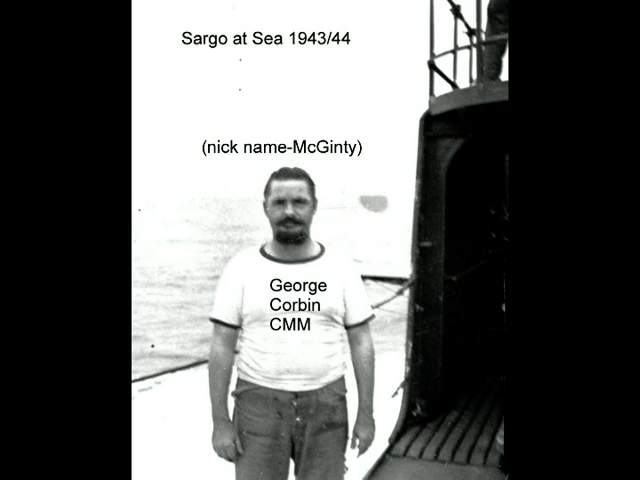 Sargo at Sea 1943/44
(nick name-McGinty)
George
Corbin
CMM